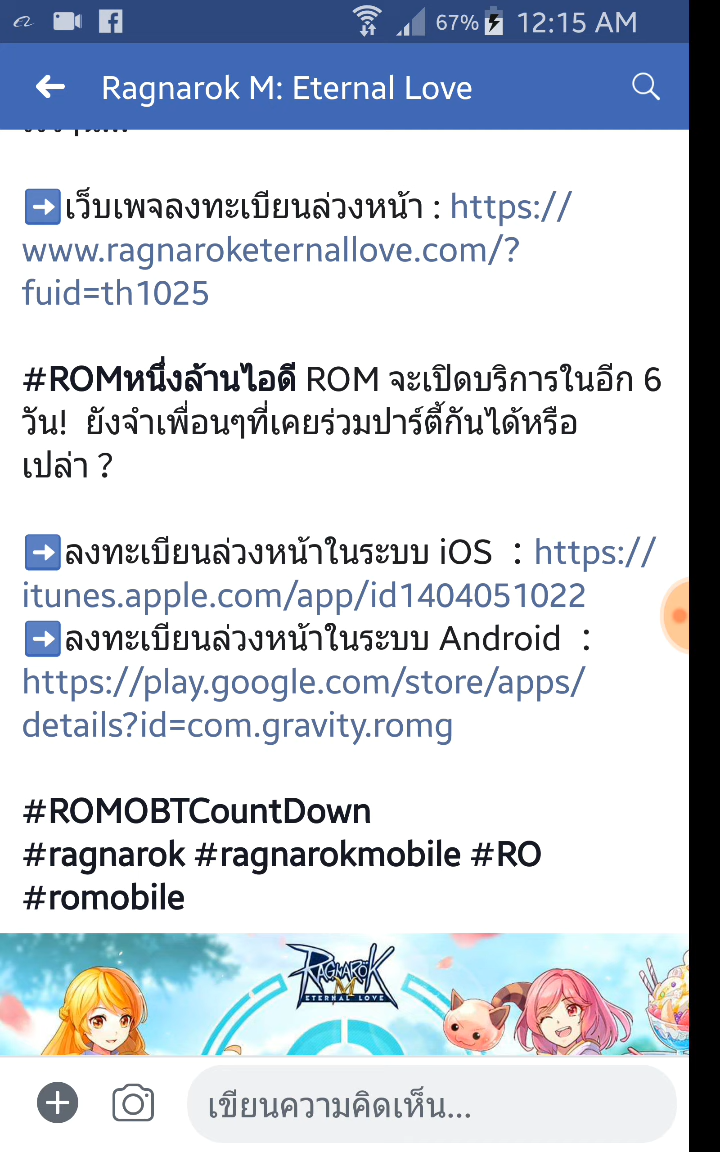 67% 12:15 AM
Ragnarok M: Eternal Love
เว็บเพจลงทะเบียนล่วงหน้า : https://
www.ragnaroketernallove.com/?
fuid=th1025
#ROMหนึ่งล้านไอดี ROM จะเปิดบริการในอีก 6
วัน! ยังจำเพื่อนๆที่เคยร่วมปาร์ตี้กันได้หรือ
เปล่า ?
ลงทะเบียนล่วงหน้าในระบบ iOS : https://
itunes.apple.com/app/id1404051022
ลงทะเบียนล่วงหน้าในระบบ Android :
https://play.google.com/store/apps/
details?id=com.gravity.romg
#ROMOBTCountDown
#ragnarok #ragnarokmobile #RO
#romobile
RAGNAROK
M
ETERNAL LOVE
เขียนความคิดเห็น...